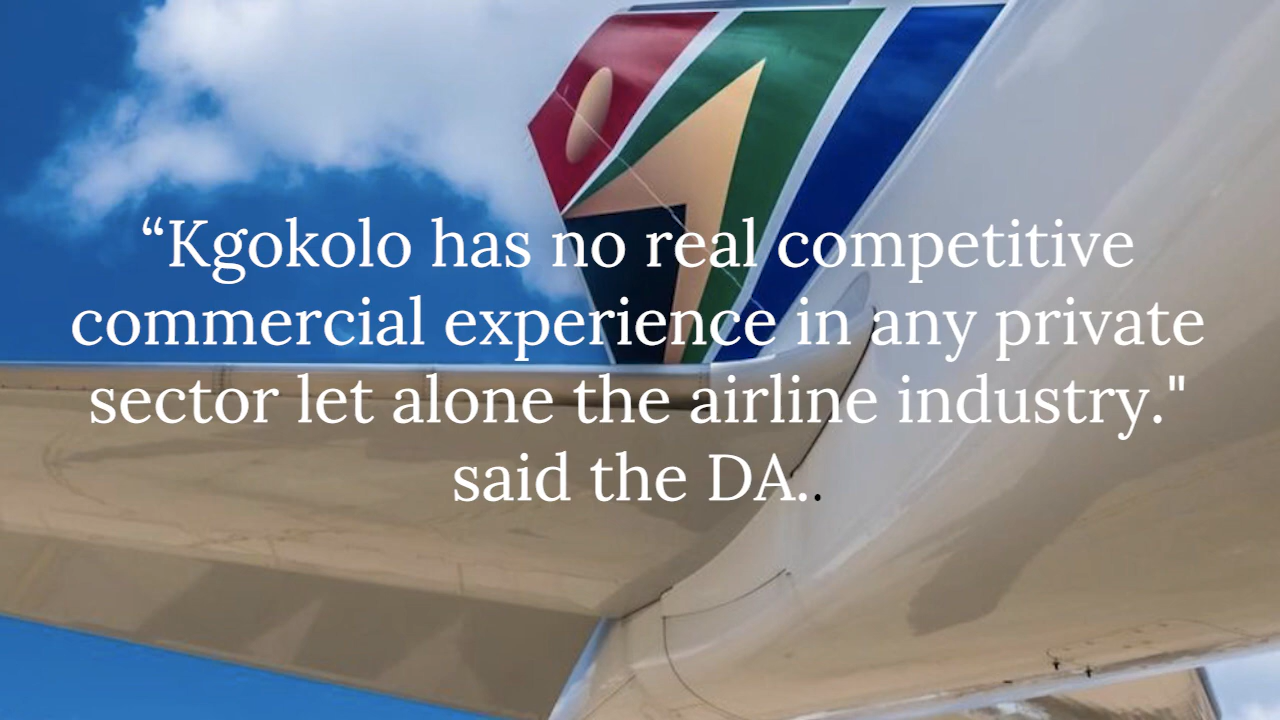 “Kgokolo has no real competitive
commercial experience in any private
sector let alone the airline industry."
said the DA..